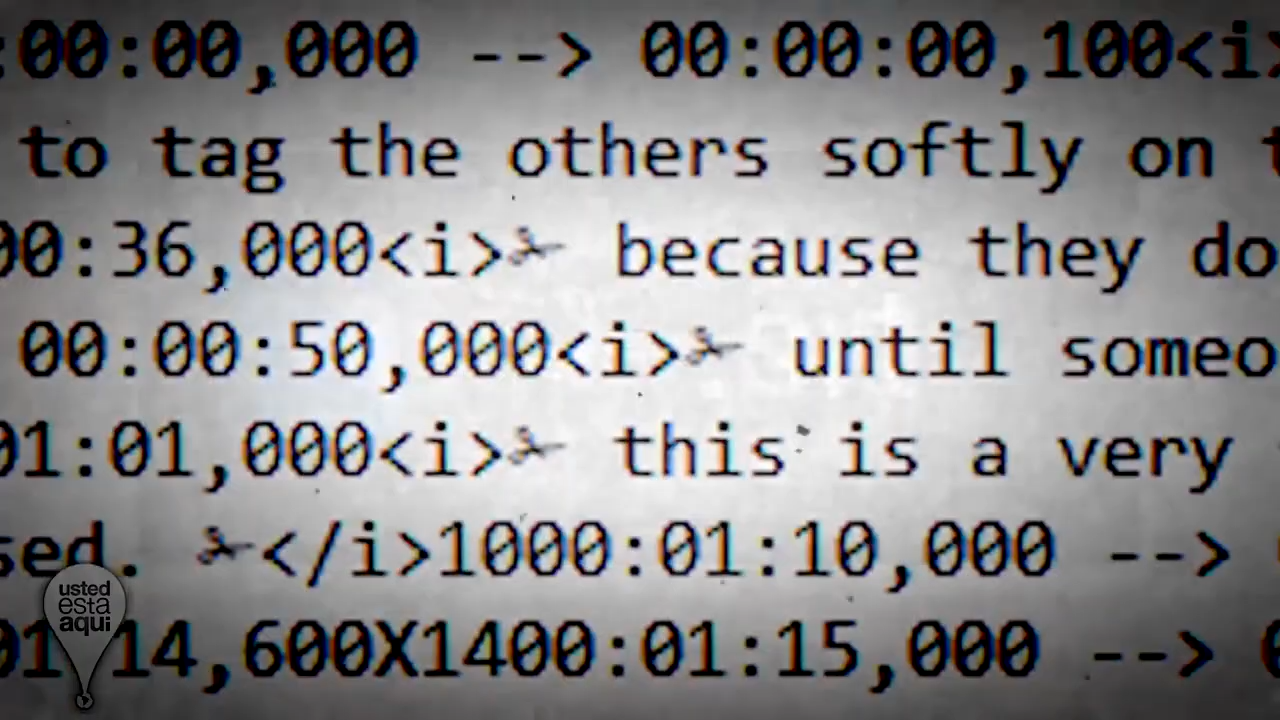 :00:00,000 --> 00:00:00,100<i>
to tag the others softly on t
00:36,000<i>✂ because they do
00:00:50,000<i>✂ until someo
01:01,000<i>✂ this is a very
sed. ✂</i>1000:01:10,000 -->
01:14,600X1400:01:15,000 --> 0
usted
esta
aqui